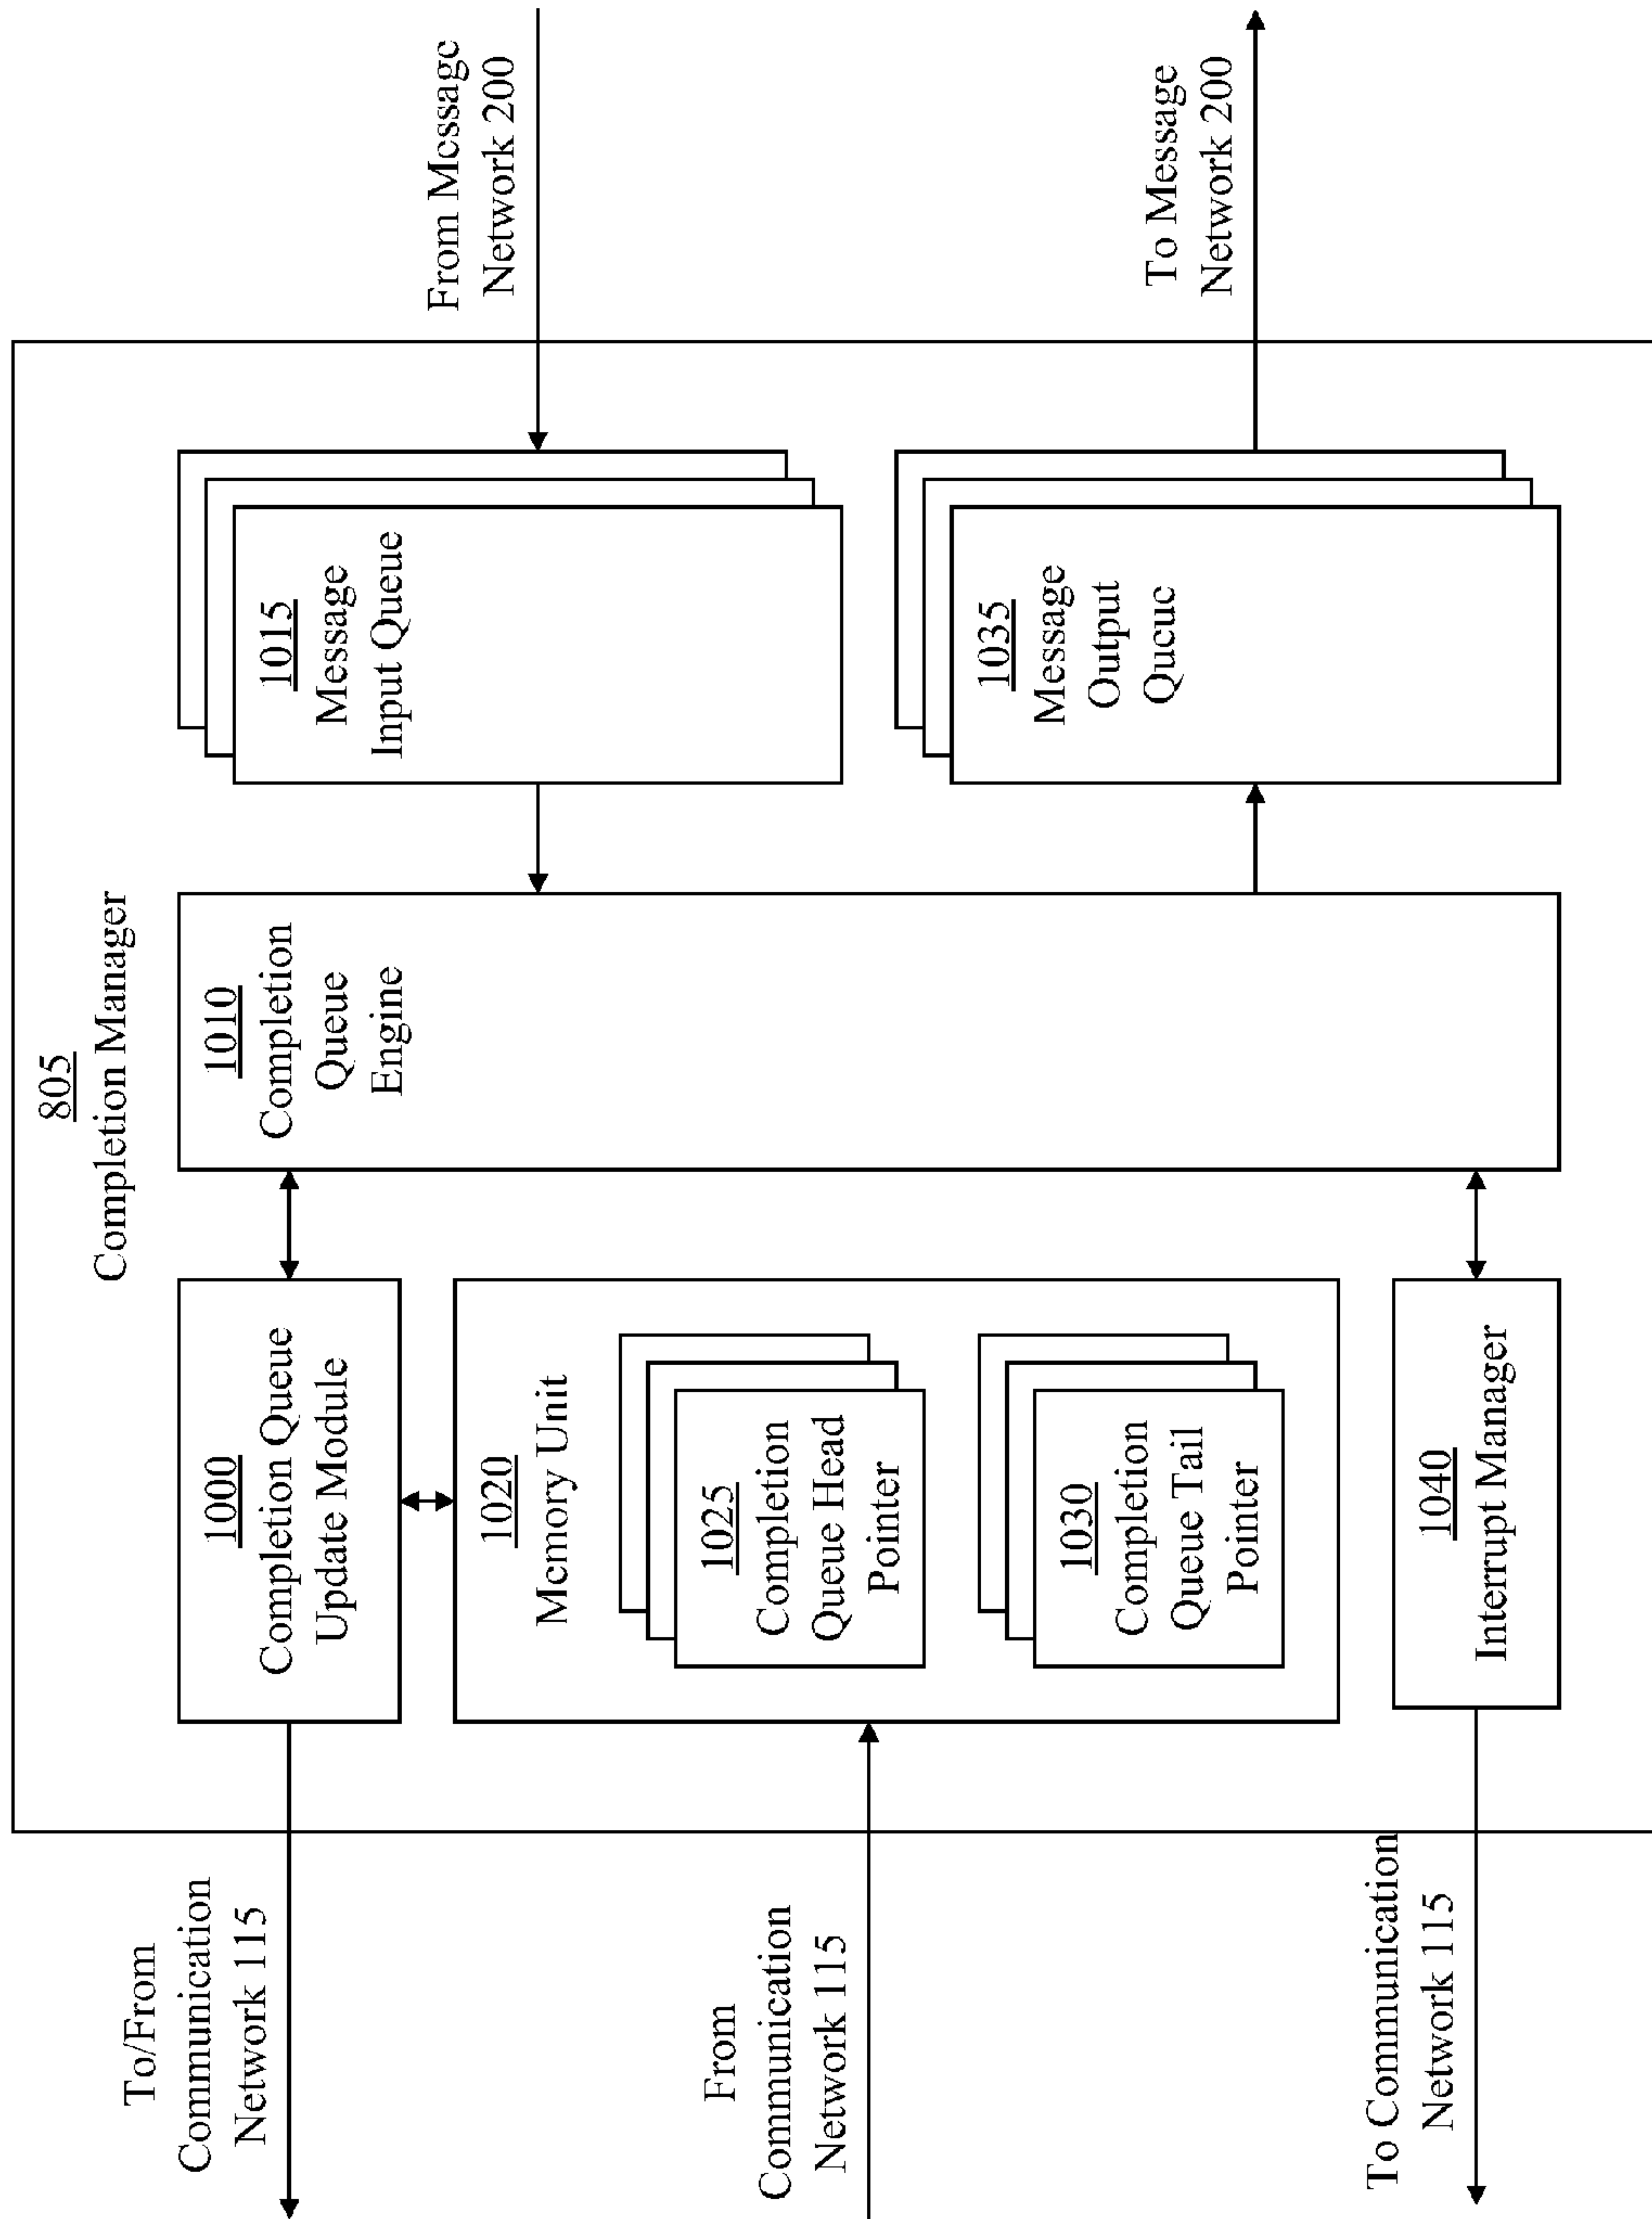 805
Completion Manager
To/From
Communication
Network 115
1000
Completion Queue
Update Module
1010
Completion
Queue
Engine
1015
Message
Input Queue
From Message
Network 200
1020
Memory Unit
From
Communication
Network 115
1025
Completion
Queue Head
Pointer
1030
Completion
Queue Tail
Pointer
1035
Message
Output
Queue
To Message
Network 200
To Communication
Network 115
1040
Interrupt Manager